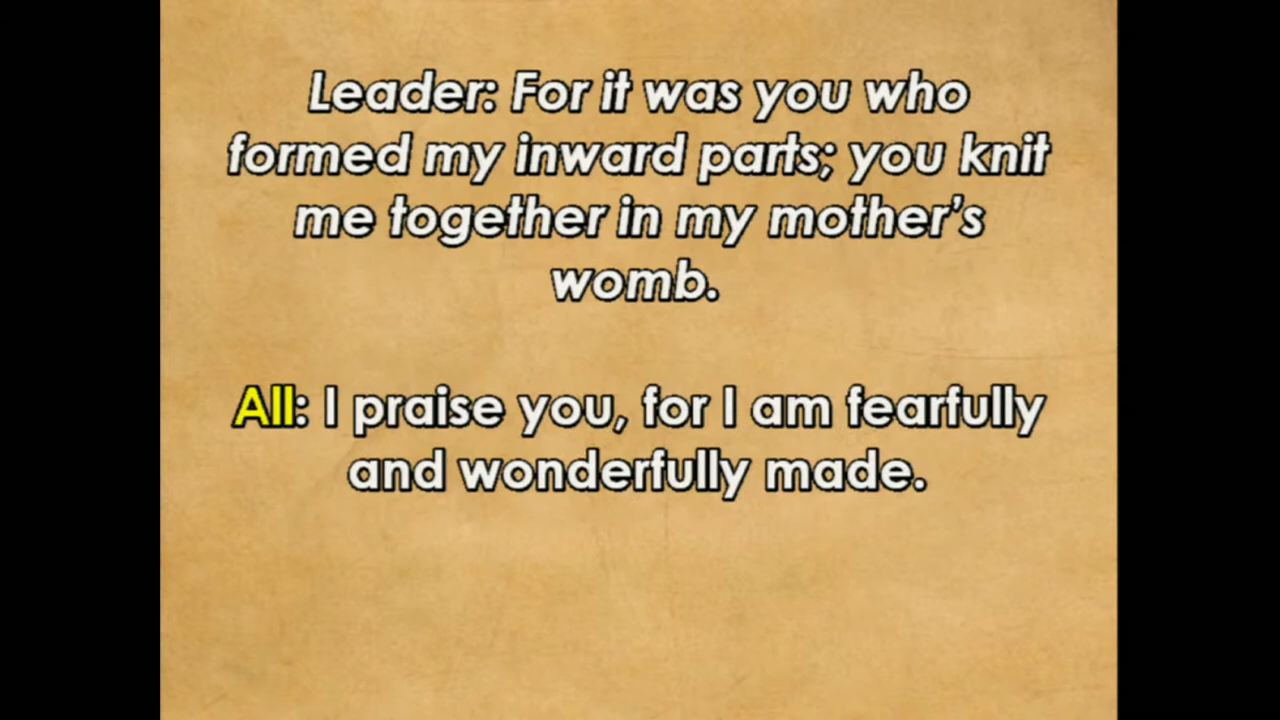 Leader: For it was you who
formed my inward parts; you knit
me together in my mother’s
womb.
All: I praise you, for I am fearfully
and wonderfully made.